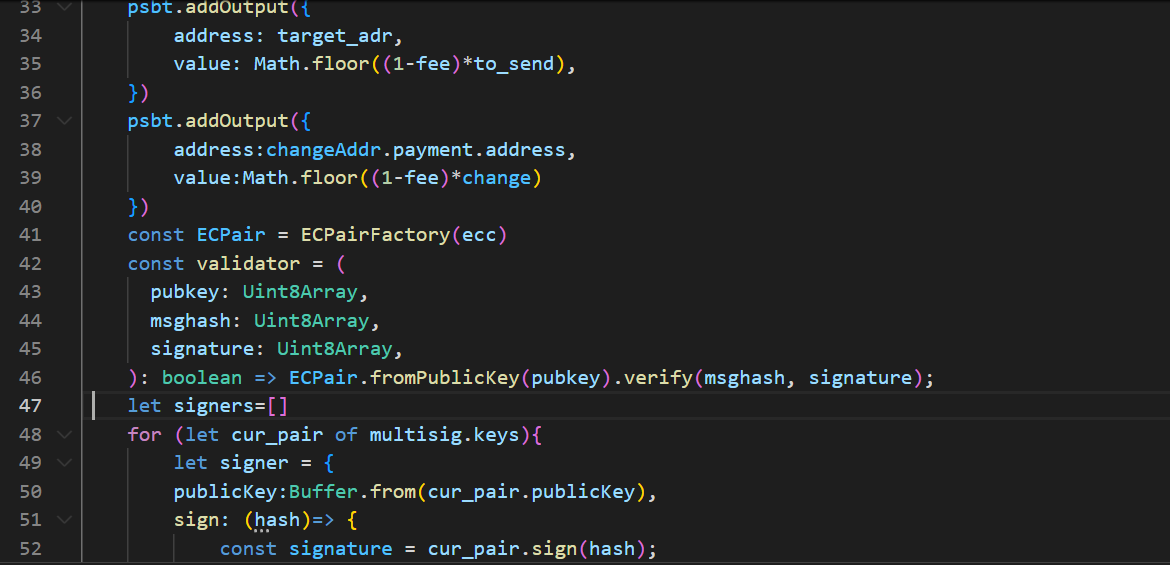 33 psbt.addOutput({
34 address: target_adr,
35 value: Math.floor((1-fee)*to_send),
36 })
37 psbt.addOutput({
38 address:changeAddr.payment.address,
39 value:Math.floor((1-fee)*change)
40 })
41 const ECPair = ECPairFactory(ecc)
42 const validator = (
43 pubkey: Uint8Array,
44 msghash: Uint8Array,
45 signature: Uint8Array,
46 ): boolean => ECPair.fromPublicKey(pubkey).verify(msghash, signature);
47 let signers=[]
48 for (let cur_pair of multisig.keys){
49 let signer = {
50 publicKey:Buffer.from(cur_pair.publicKey),
51 sign: (hash)=> {
52 const signature = cur_pair.sign(hash);